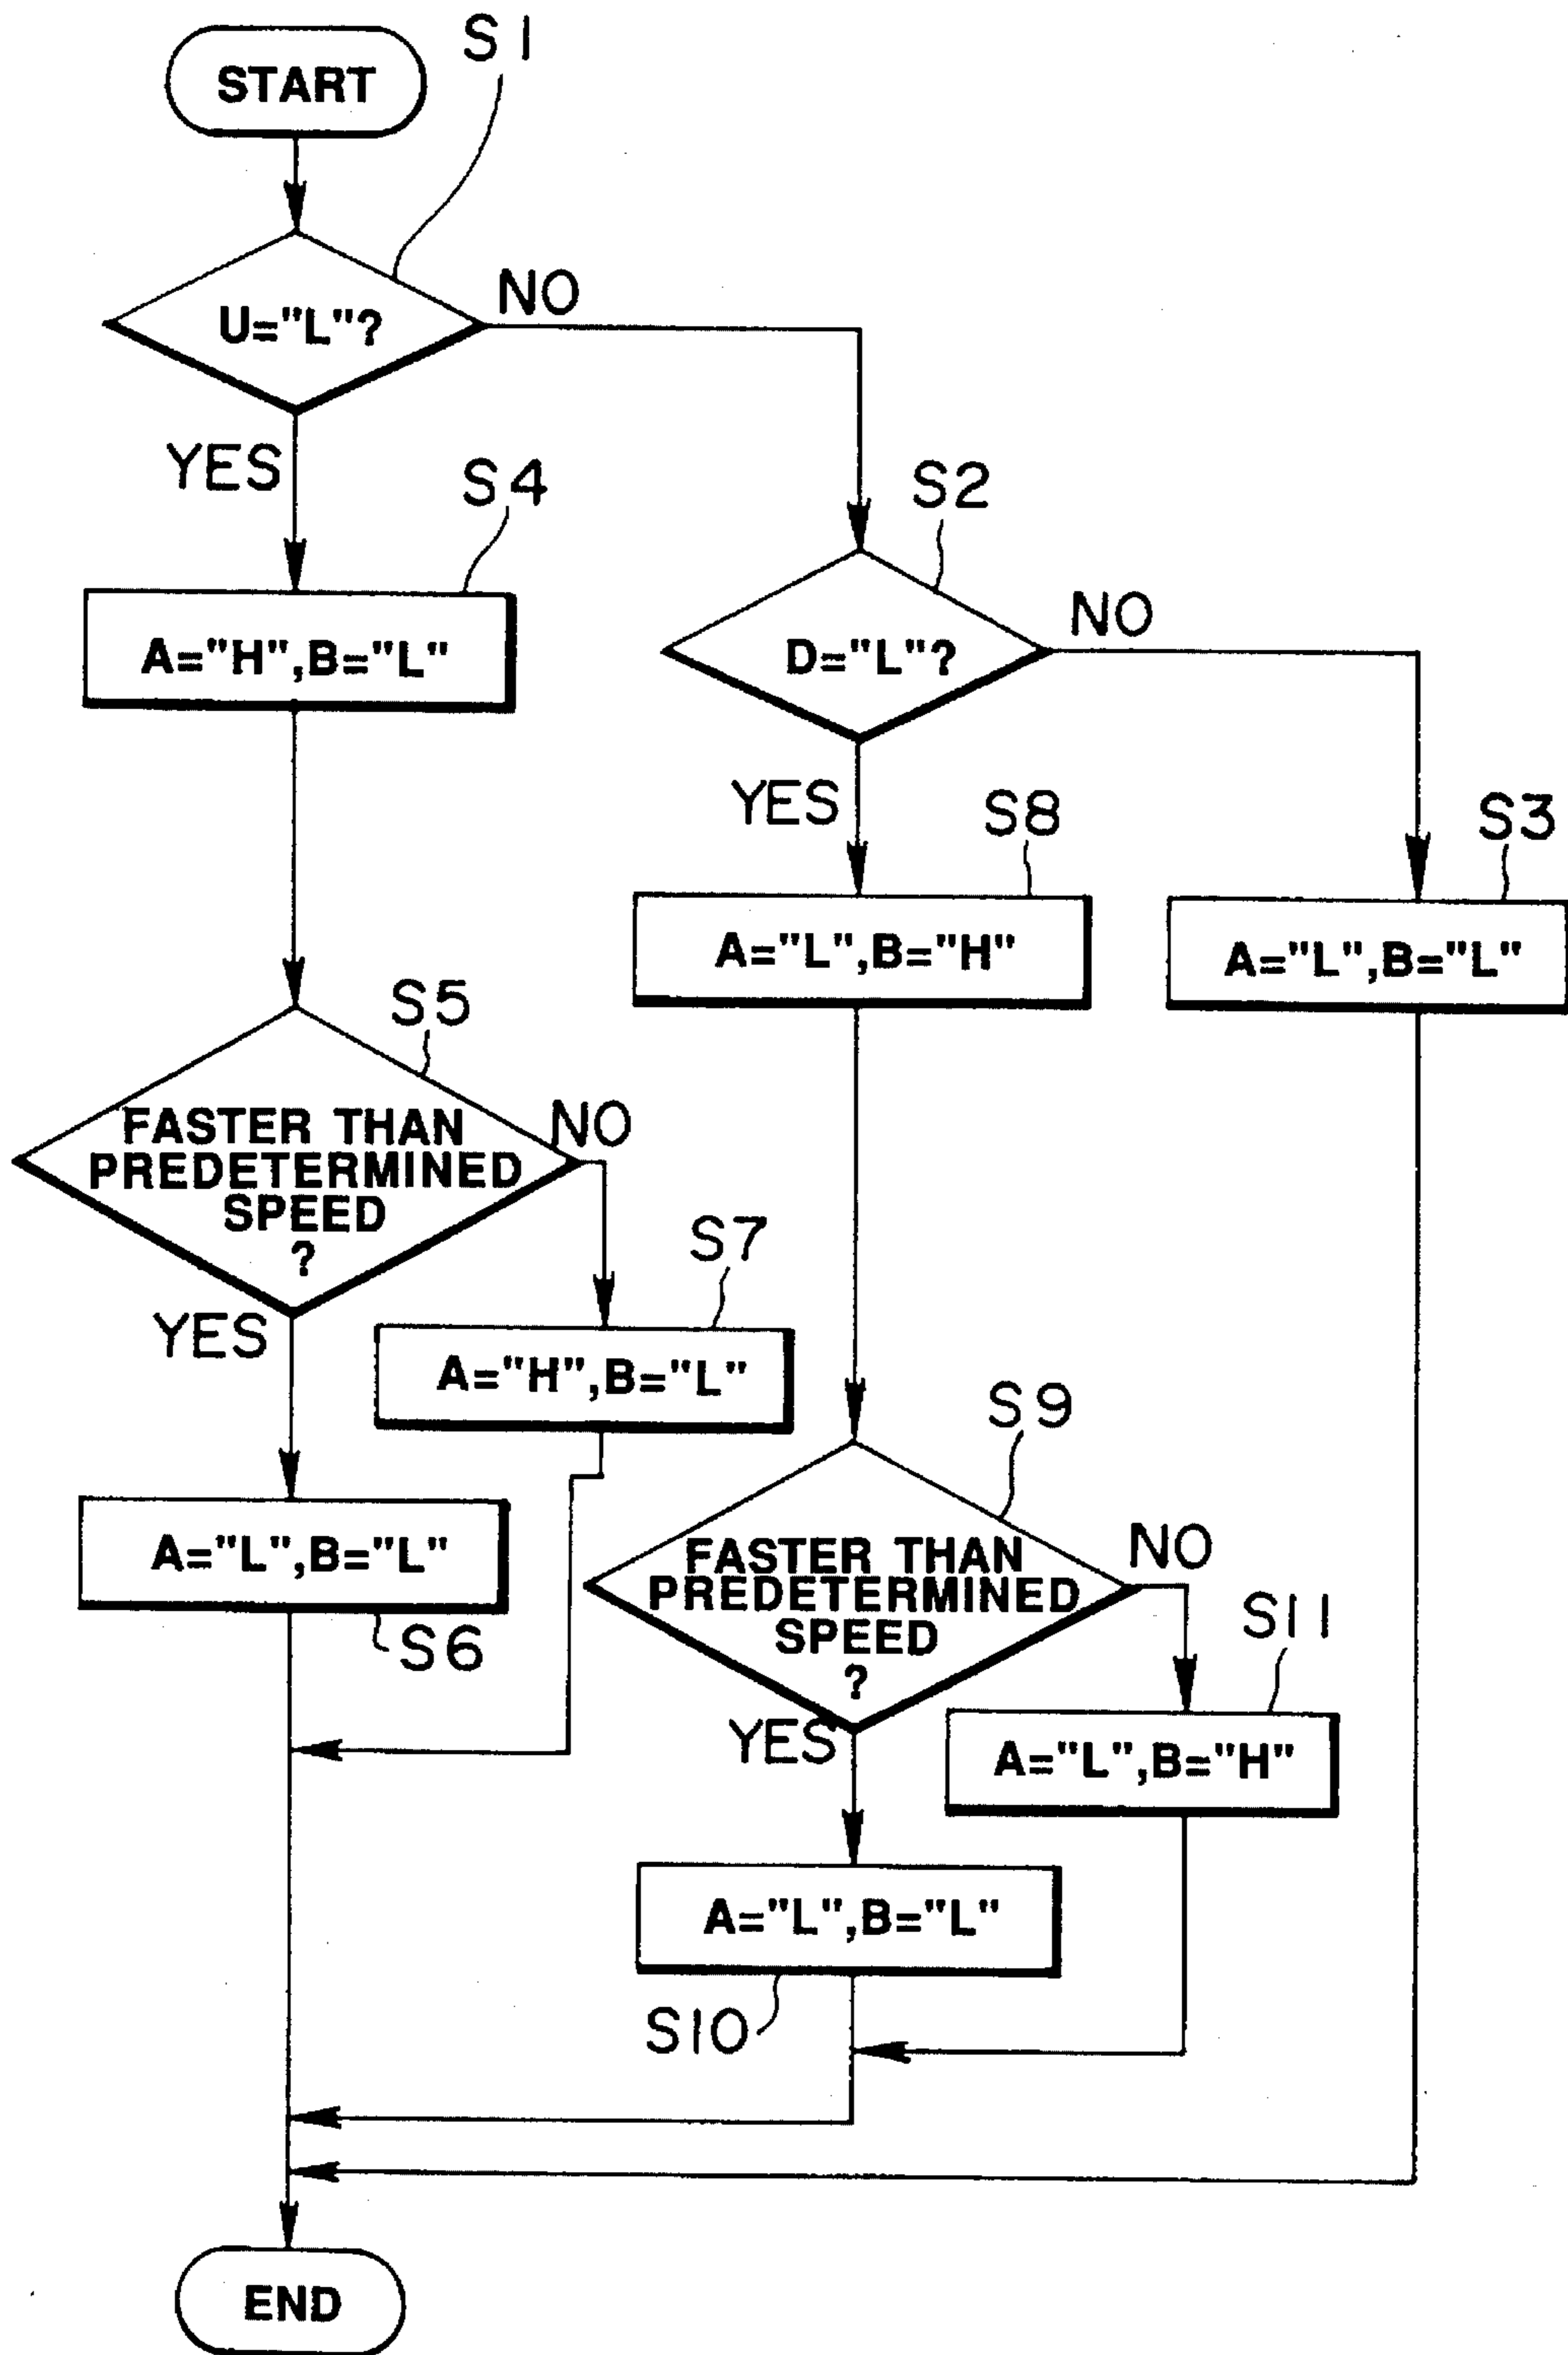 S1
START
U="L"?
NO
YES
S4
S2
A="H",B="L"
D="L"?
NO
YES
S8
S3
A="L",B="H"
A="L",B="L"
S5
FASTER THAN
PREDETERMINED
SPEED
?
NO
YES
S7
A="H",B="L"
S9
A="L",B="L"
S6
FASTER THAN
PREDETERMINED
SPEED
?
NO
YES
S11
A="L",B="H"
A="L",B="L"
S10
END